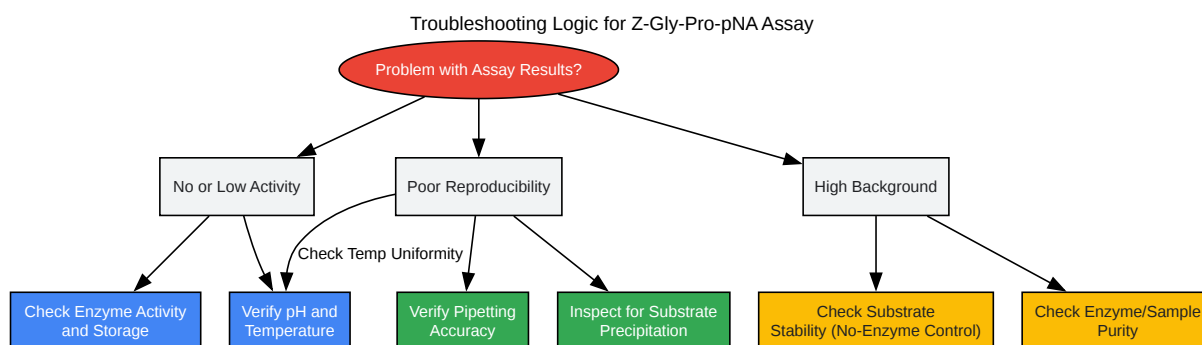 Troubleshooting Logic for Z-Gly-Pro-pNA Assay
Problem with Assay Results?
No or Low Activity
Poor Reproducibility
High Background
Check Temp Uniformity
Check Enzyme Activity
and Storage
Verify pH and
Temperature
Verify Pipetting
Accuracy
Inspect for Substrate
Precipitation
Check Substrate
Stability (No-Enzyme Control)
Check Enzyme/Sample
Purity